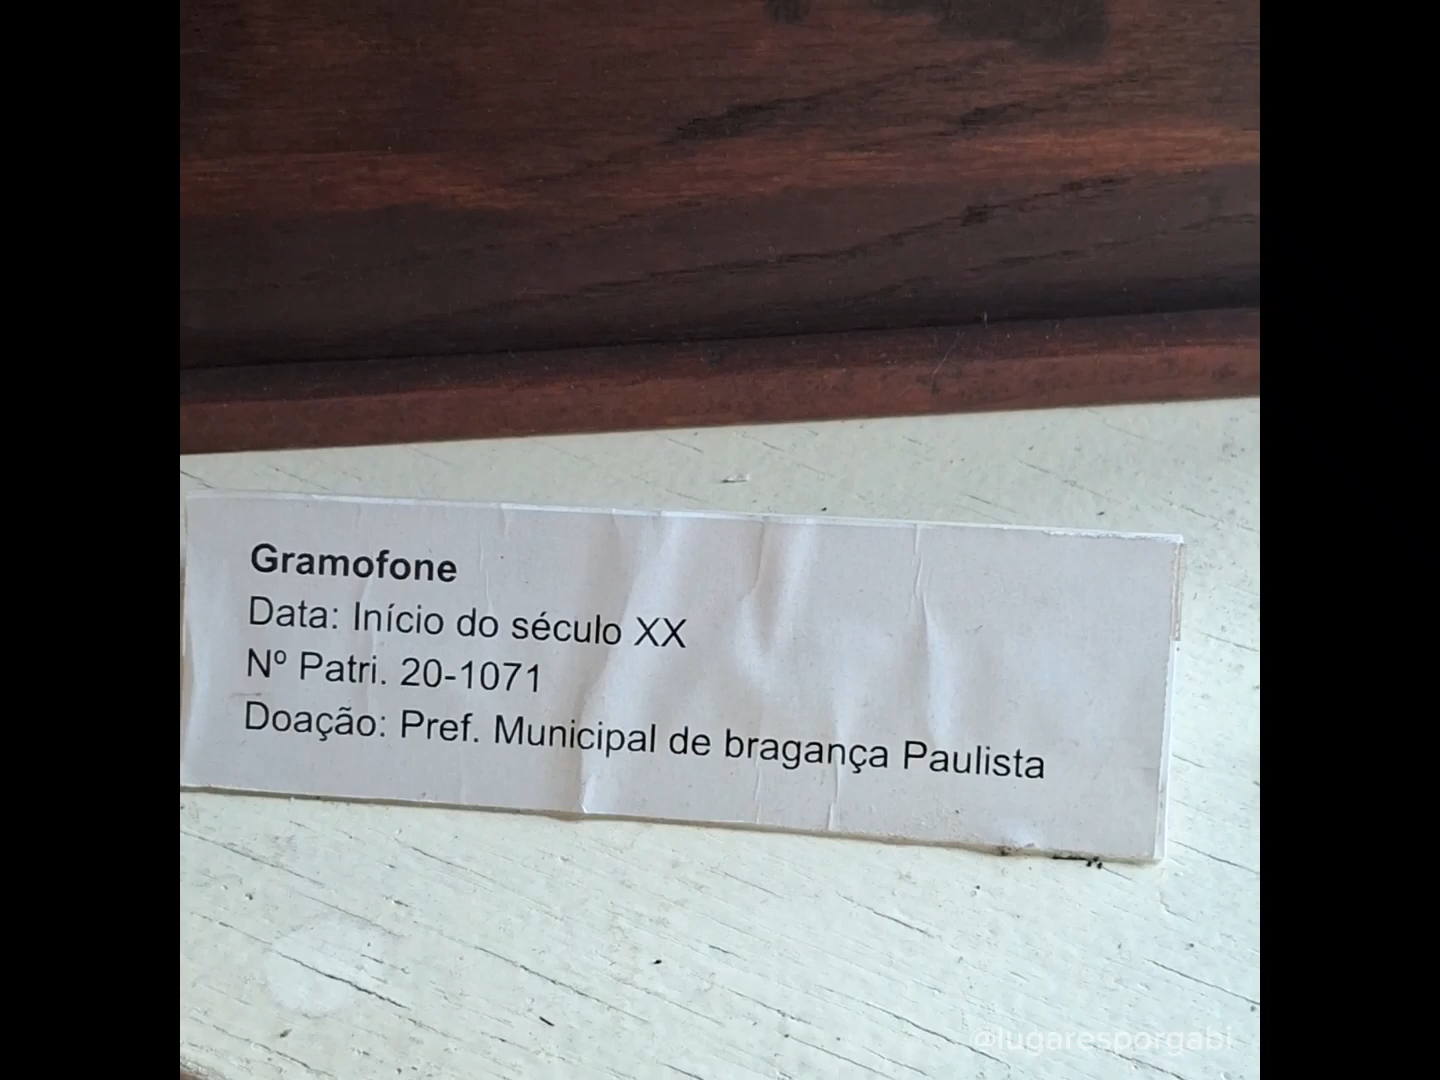 Gramofone
Data: Início do século XX
Nº Patri. 20-1071
Doação: Pref. Municipal de bragança Paulista
@lugaresporgabi